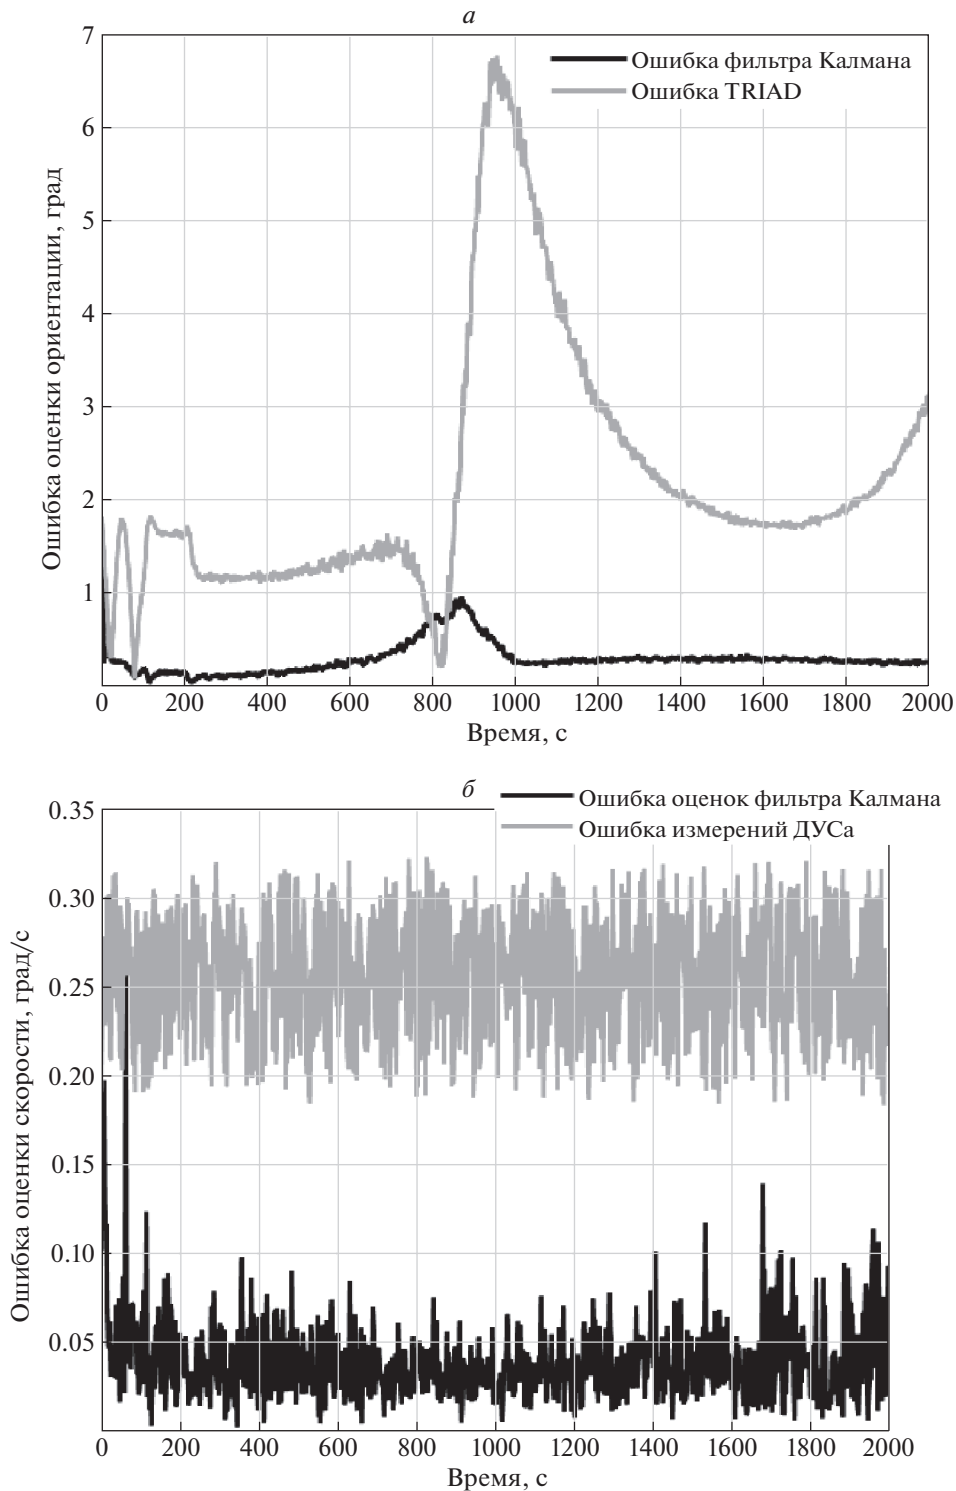 а
7
6
5
4
3
2
1
Ошибка фильтра Калмана
Ошибка TRIAD
Ошибка оценки ориентации, град
0 200 400 600 800 1000 1200 1400 1600 1800 2000
Время, с
б
0.35
0.30
0.25
0.20
0.15
0.10
0.05
Ошибка оценок фильтра Калмана
Ошибка измерений ДУСа
Ошибка оценки скорости, град/с
0 200 400 600 800 1000 1200 1400 1600 1800 2000
Время, с